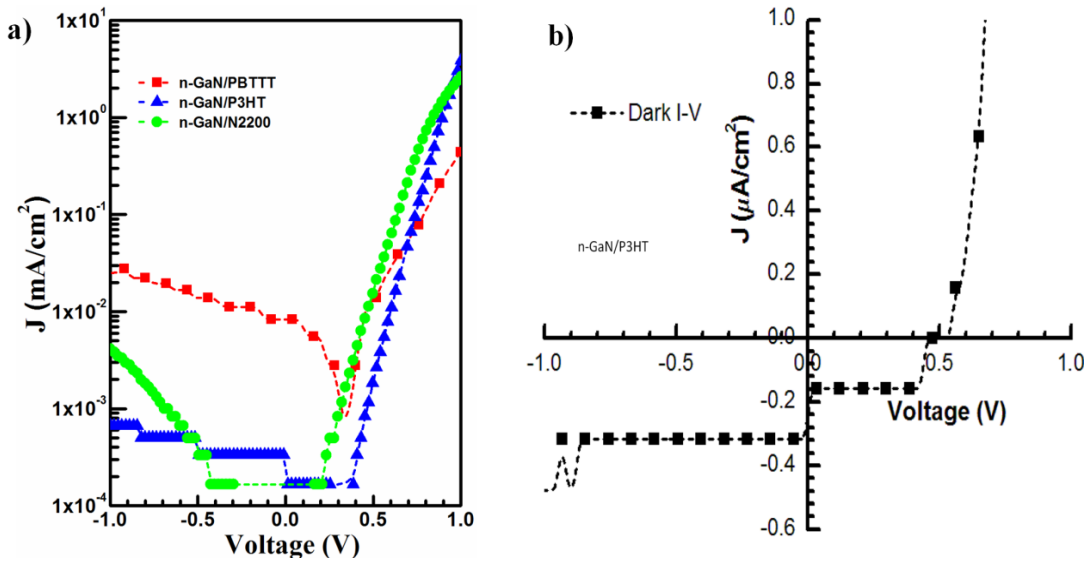 a)
n-GaN/PBTTT
n-GaN/P3HT
n-GaN/N2200
J (mA/cm²)
1x10¹
1x10⁰
1x10⁻¹
1x10⁻²
1x10⁻³
1x10⁻⁴
-1.0 -0.5 0.0 0.5 1.0
Voltage (V)
b)
Dark I-V
n-GaN/P3HT
J (μA/cm²)
1.0
0.8
0.6
0.4
0.2
0.0
-0.2
-0.4
-0.6
-1.0 -0.5 0.0 0.5 1.0
Voltage (V)